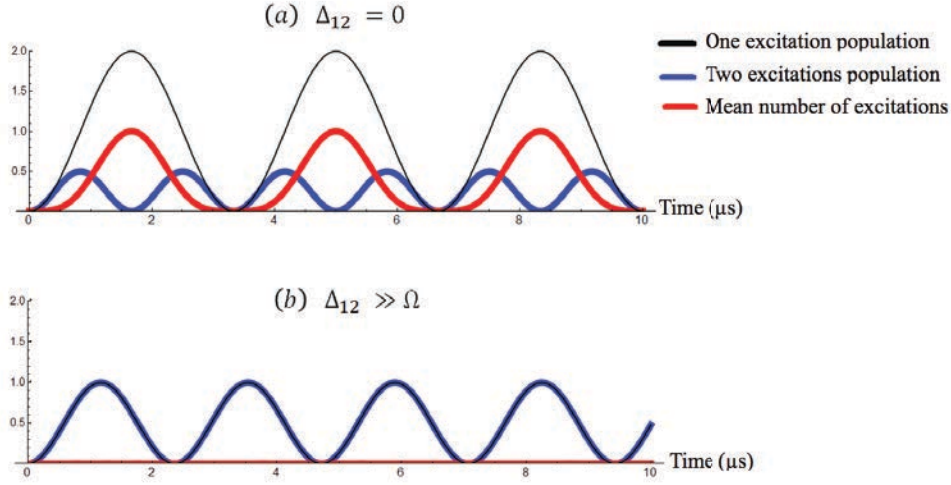 (a) Δ₁₂ = 0
One excitation population
Two excitations population
Mean number of excitations
2.0
1.5
1.0
0.5
0 2 4 6 8 10
Time (μs)
(b) Δ₁₂ ≫ Ω
2.0
1.5
1.0
0.5
0 2 4 6 8 10
Time (μs)